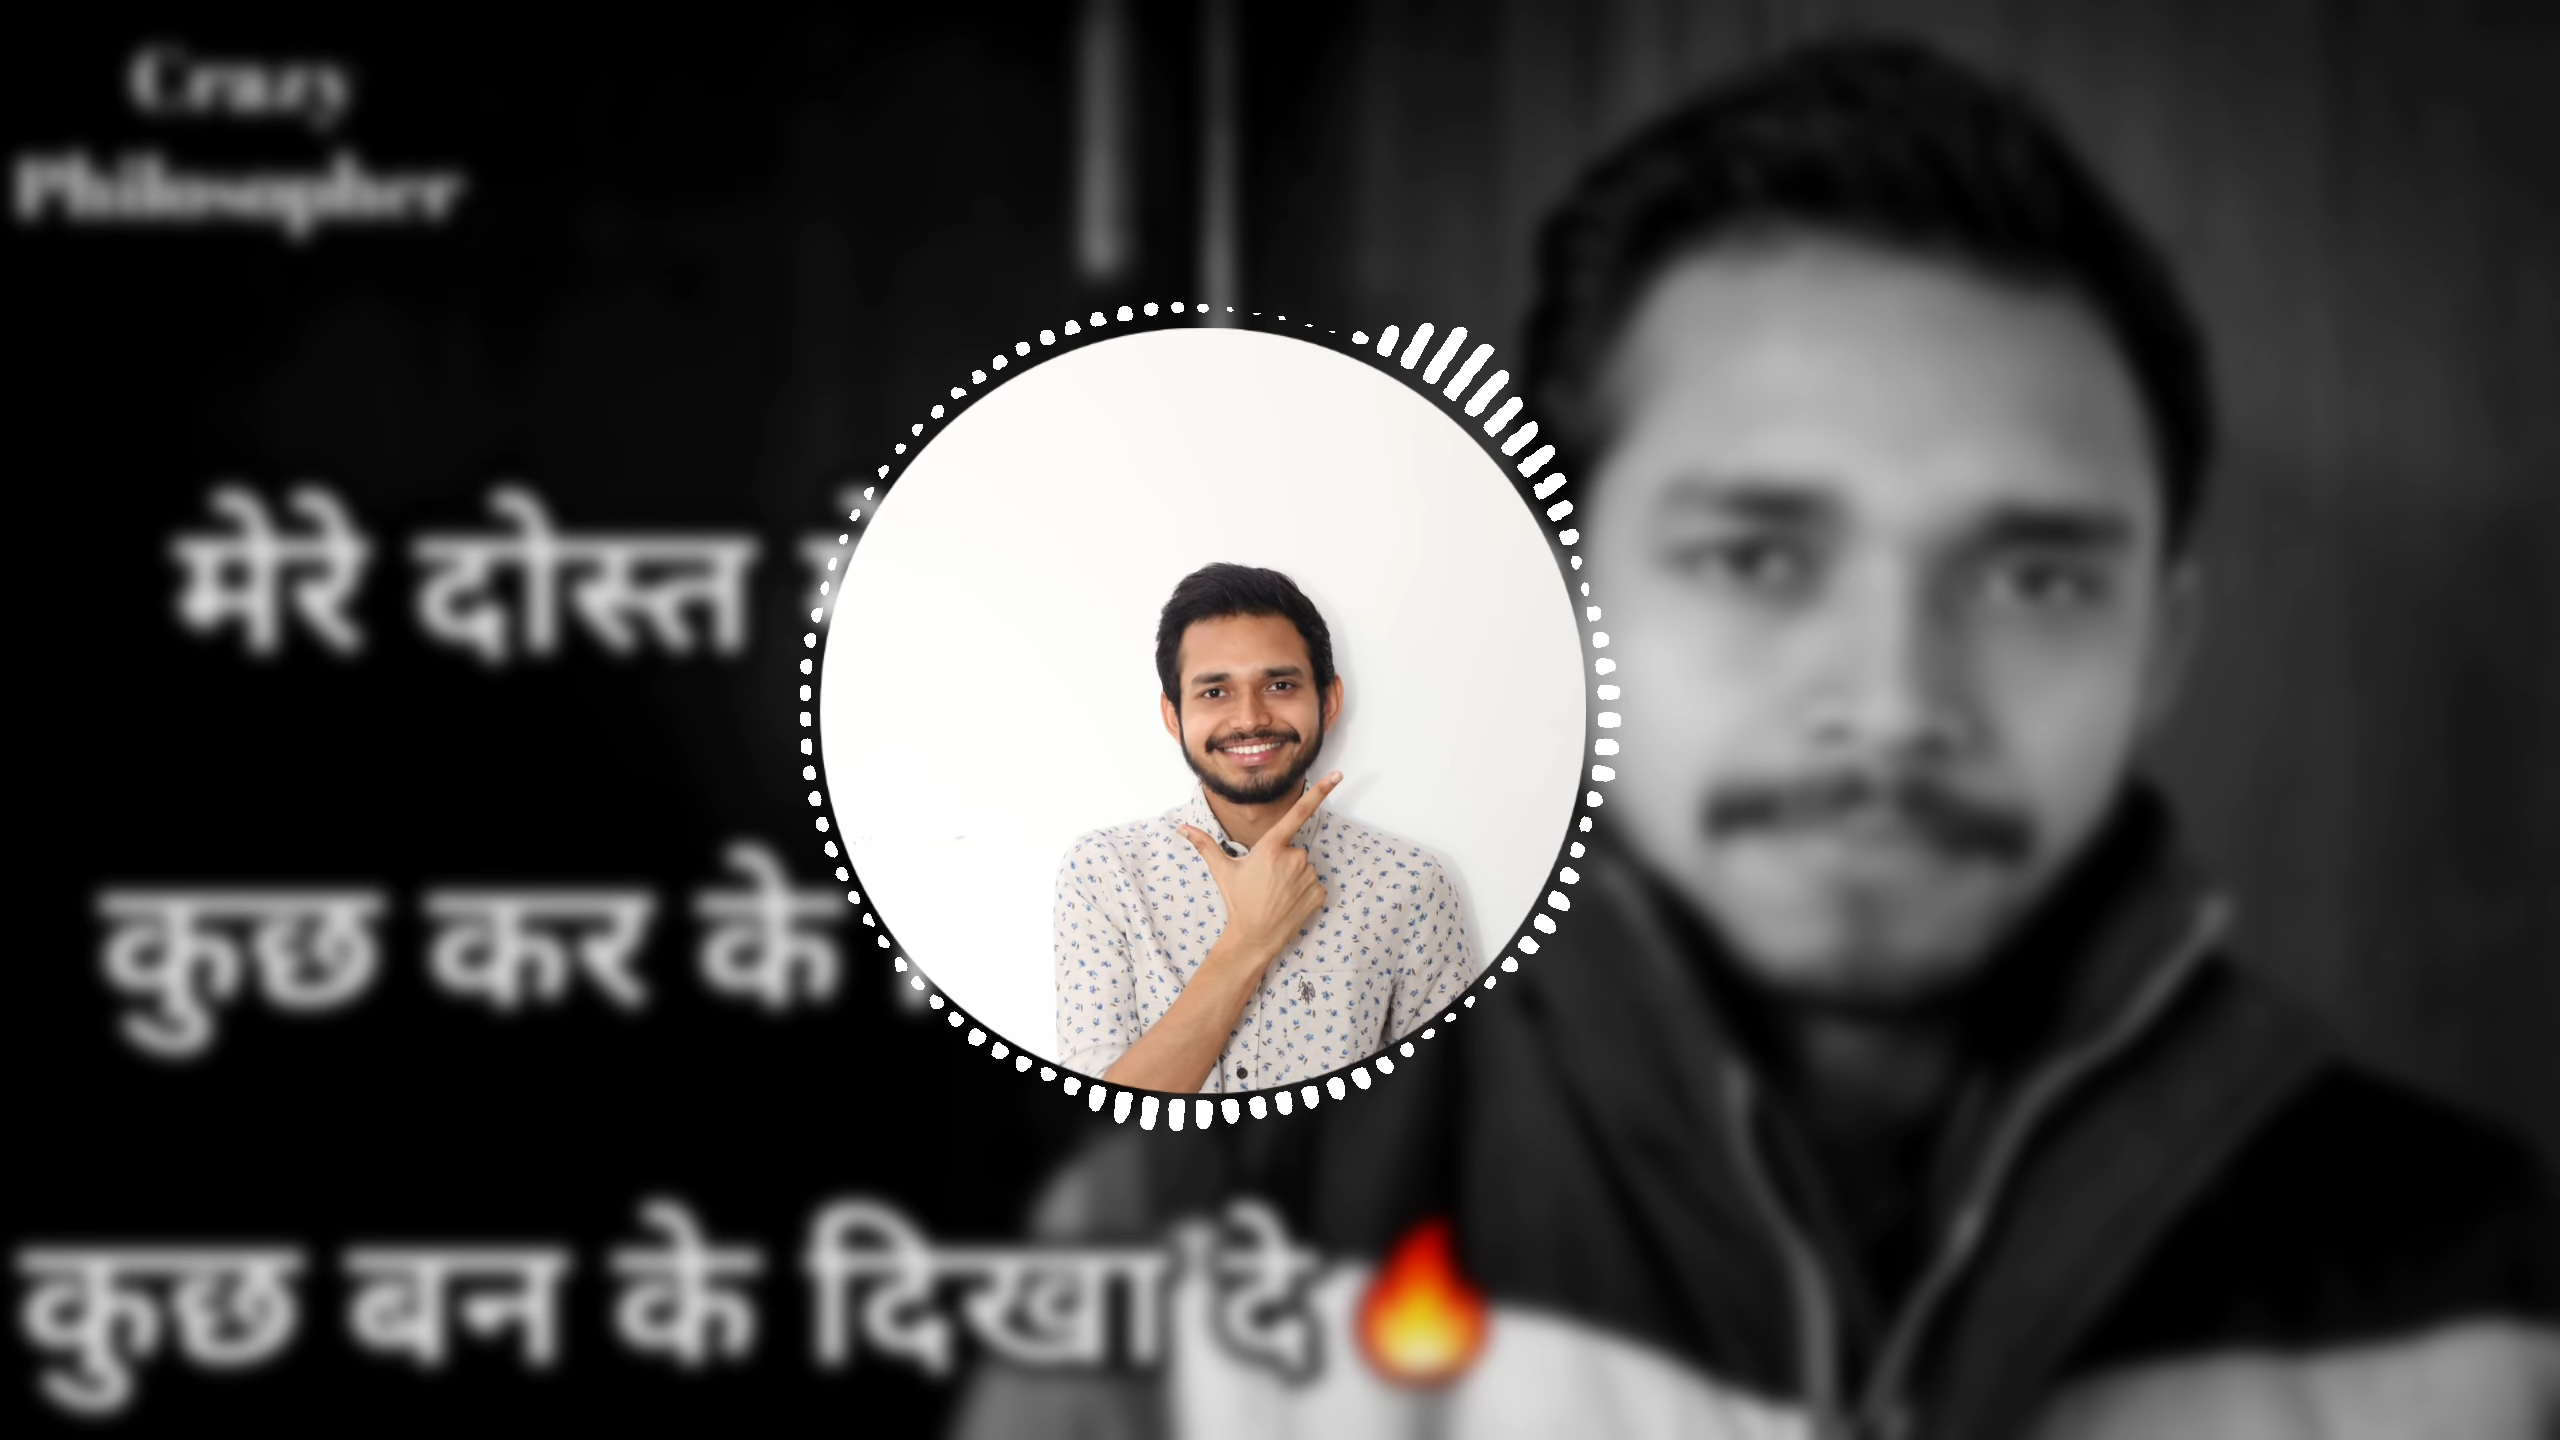 Crazy
Philosopher
मेरे दोस्त
कुछ कर के
कुछ बन के दिखा दे🔥